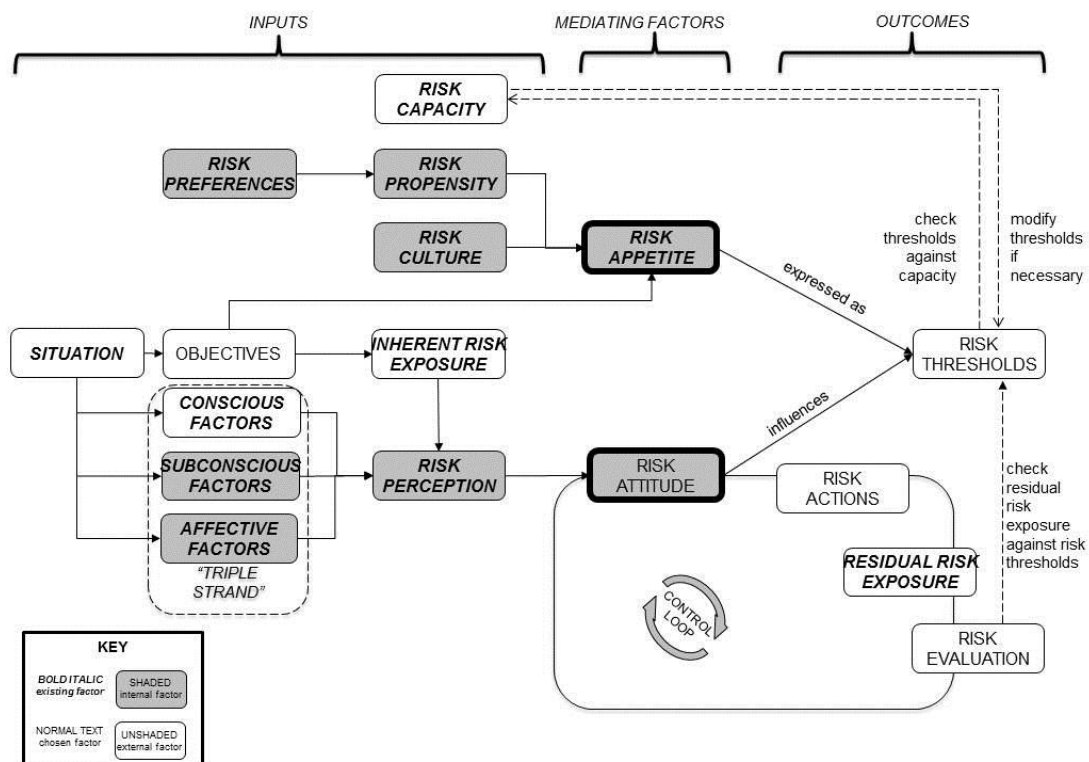 INPUTS
MEDIATING FACTORS
OUTCOMES
RISK
CAPACITY
RISK
PREFERENCES
RISK
PROPENSITY
RISK
CULTURE
RISK
APPETITE
check
thresholds
against
capacity
modify
thresholds
if
necessary
expressed as
SITUATION
OBJECTIVES
INHERENT RISK
EXPOSURE
RISK
THRESHOLDS
CONSCIOUS
FACTORS
influences
SUBCONSCIOUS
FACTORS
RISK
PERCEPTION
RISK
ATTITUDE
RISK
ACTIONS
check
residual
risk
exposure
against risk
thresholds
AFFECTIVE
FACTORS
"TRIPLE
STRAND"
RESIDUAL RISK
EXPOSURE
CONTROL
LOOP
RISK
EVALUATION
KEY
BOLD ITALIC
existing factor
SHADED
internal factor
NORMAL TEXT
chosen factor
UNSHADED
external factor